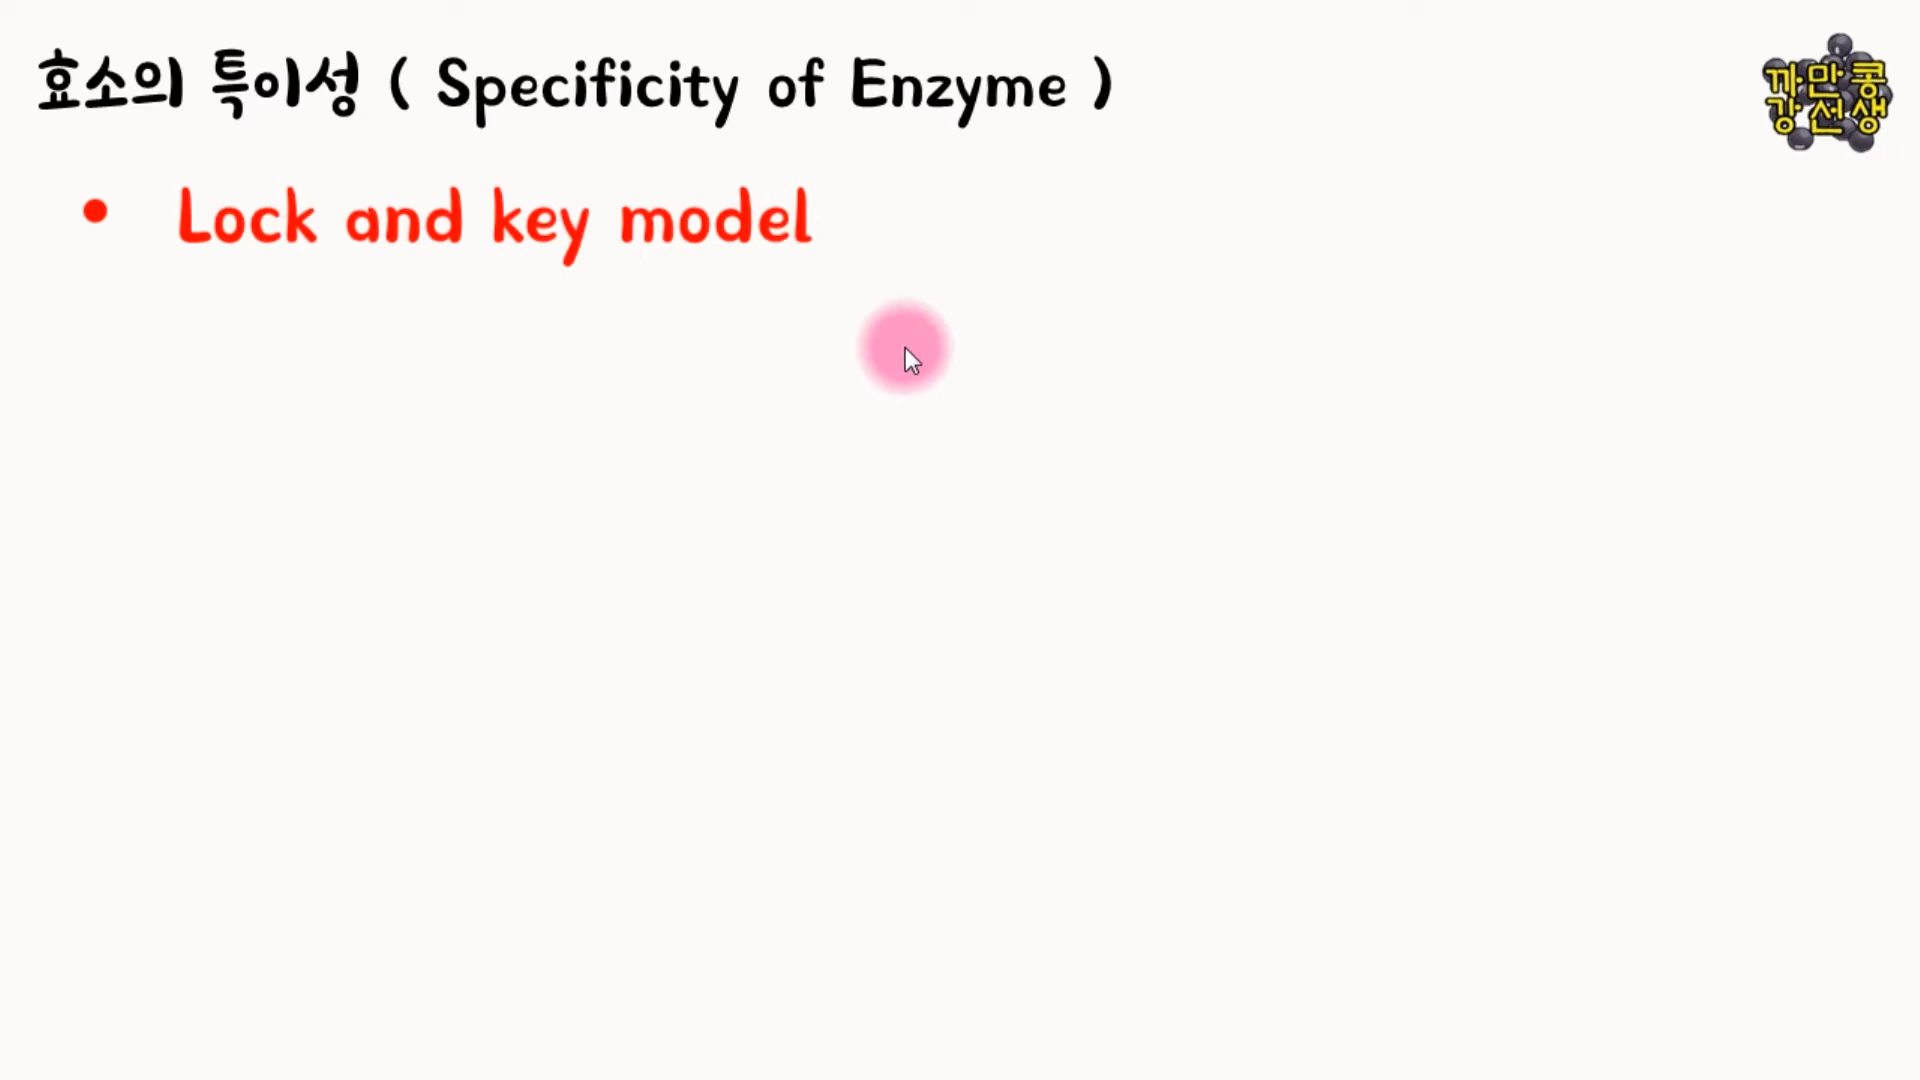 효소의 특이성 ( Specificity of Enzyme )
까만콩
강선생
• Lock and key model